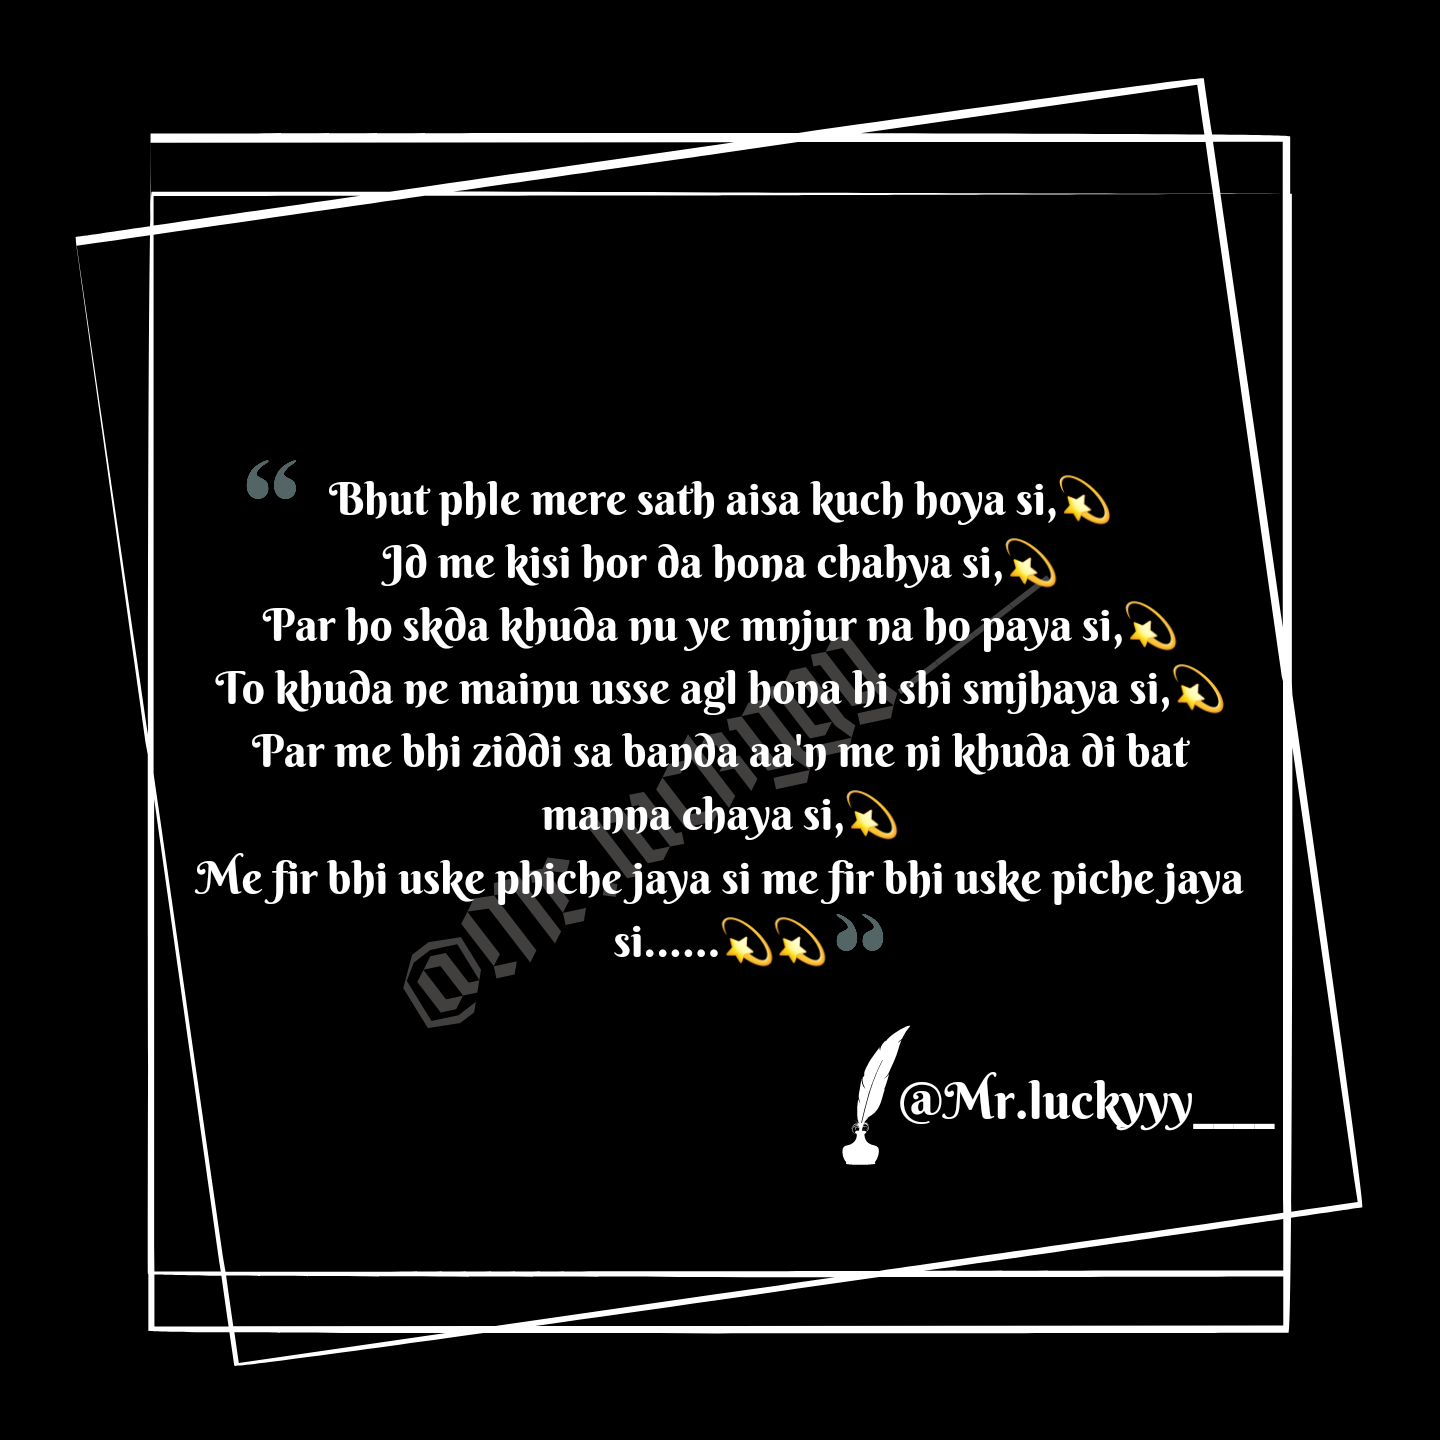 “ Bhut phle mere sath aisa kuch hoya si,💫
Jd me kisi hor da hona chahya si,💫
Par ho skda khuda nu ye mnjur na ho paya si,💫
To khuda ne mainu usse agl hona hi shi smjhaya si,💫
Par me bhi ziddi sa banda aa'n me ni khuda di bat
manna chaya si,💫
Me fir bhi uske phiche jaya si me fir bhi uske piche jaya
si......💫💫 ”
@Mr.luckyyy____
@Mr.luckyyy____